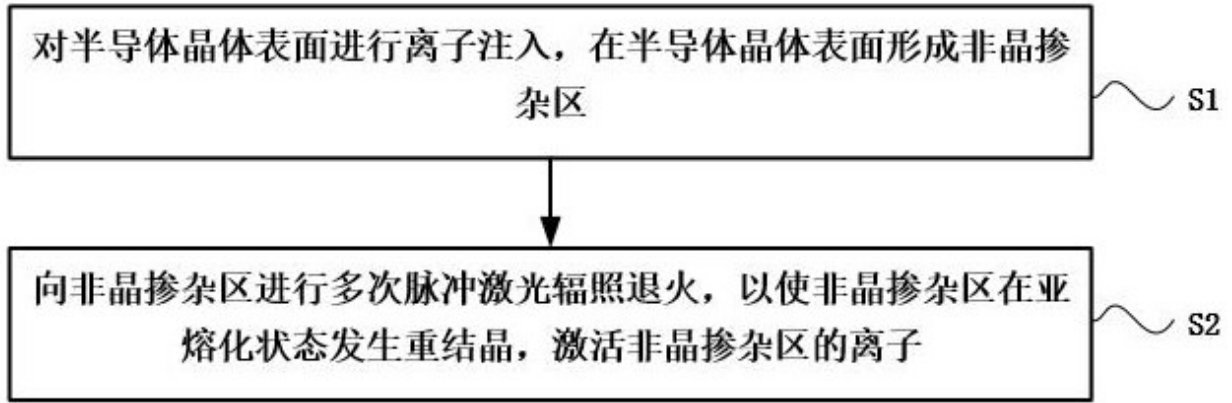 对半导体晶体表面进行离子注入，在半导体晶体表面形成非晶掺
杂区
S1
向非晶掺杂区进行多次脉冲激光辐照退火，以使非晶掺杂区在亚
熔化状态发生重结晶，激活非晶掺杂区的离子
S2